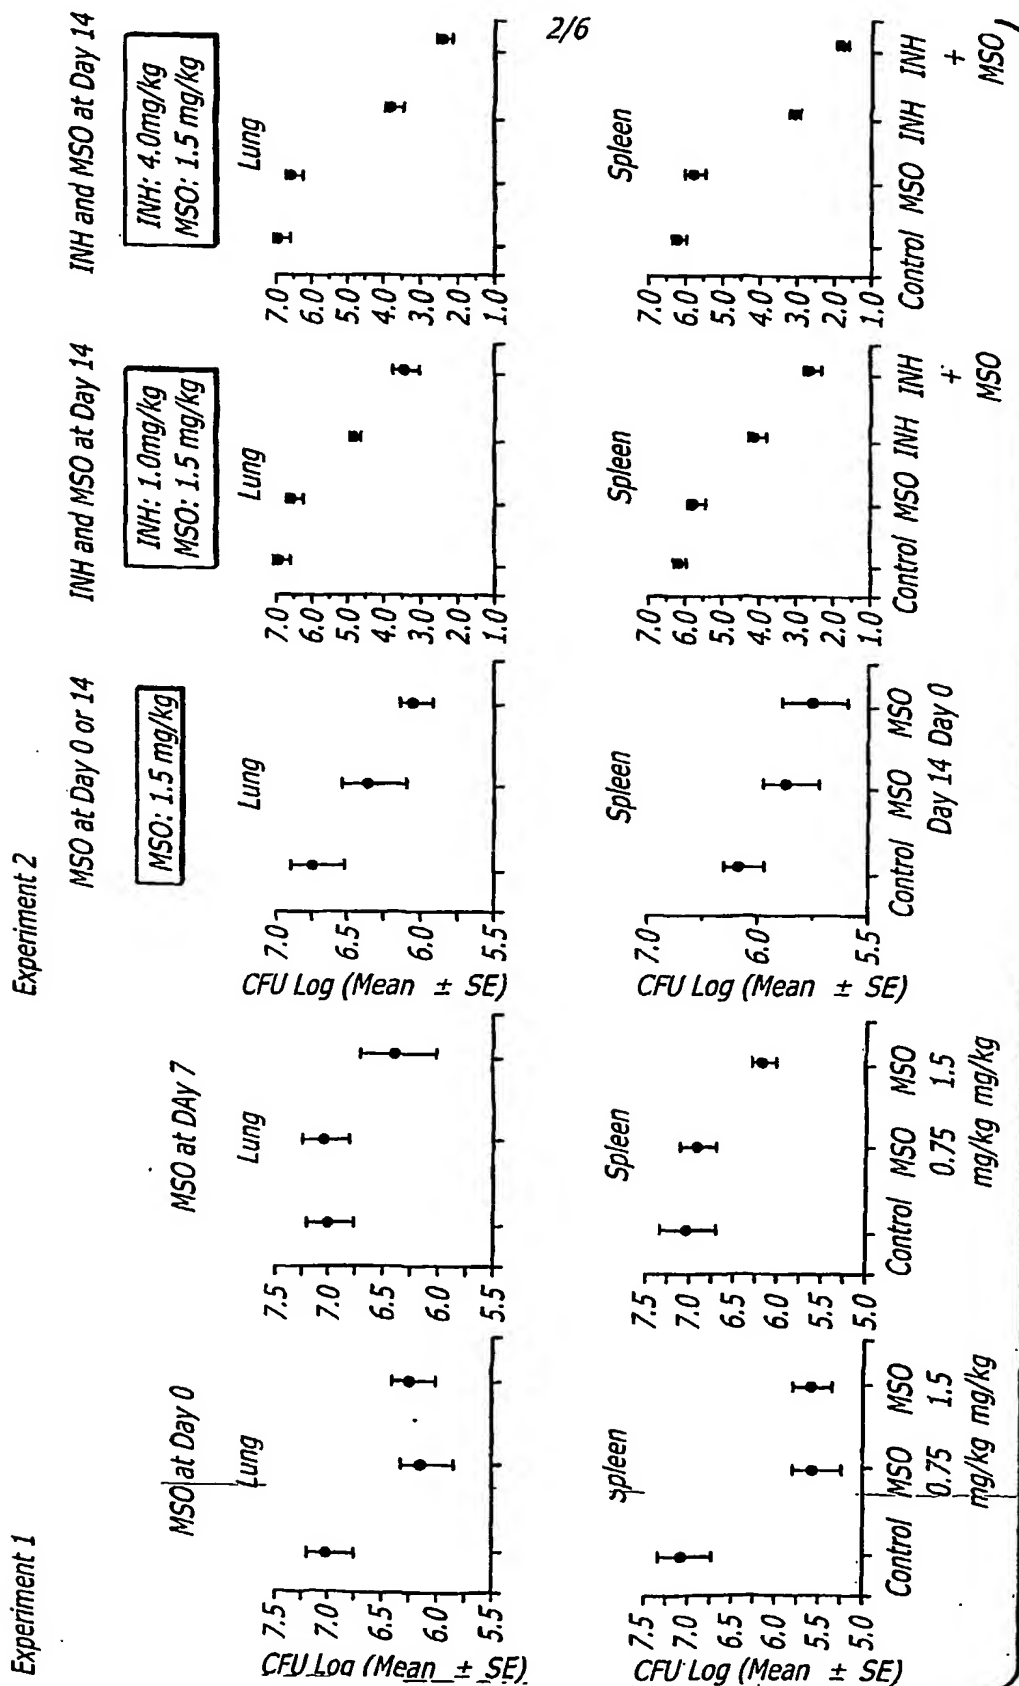 2/6
Experiment 1
MSO at Day 0
Lung
7.5
7.0
6.5
6.0
5.5
CFU Log (Mean ± SE)
Spleen
7.5
7.0
6.5
6.0
5.5
5.0
CFU Log (Mean ± SE)
Control MSO MSO
0.75 1.5
mg/kg mg/kg
MSO at DAy 7
Lung
7.5
7.0
6.5
6.0
5.5
Spleen
7.5
7.0
6.5
6.0
5.5
5.0
Control MSO MSO
0.75 1.5
mg/kg mg/kg
Experiment 2
MSO at Day 0 or 14
MSO: 1.5 mg/kg
Lung
7.0
6.5
6.0
5.5
CFU Log (Mean ± SE)
Spleen
7.0
6.0
5.5
CFU Log (Mean ± SE)
Control MSO MSO
Day 14 Day 0
INH and MSO at Day 14
INH: 1.0mg/kg
MSO: 1.5 mg/kg
Lung
7.0
6.0
5.0
4.0
3.0
2.0
1.0
Spleen
7.0
6.0
5.0
4.0
3.0
2.0
1.0
Control MSO INH INH
+
MSO
INH and MSO at Day 14
INH: 4.0mg/kg
MSO: 1.5 mg/kg
Lung
7.0
6.0
5.0
4.0
3.0
2.0
1.0
Spleen
7.0
6.0
5.0
4.0
3.0
2.0
1.0
Control MSO INH INH
+
MSO